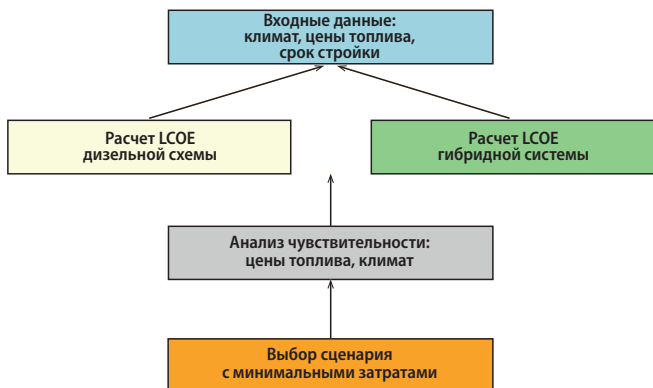 Входные данные:
климат, цены топлива,
срок стройки
Расчет LCOE
дизельной схемы
Расчет LCOE
гибридной системы
Анализ чувствительности:
цены топлива, климат
Выбор сценария
с минимальными затратами